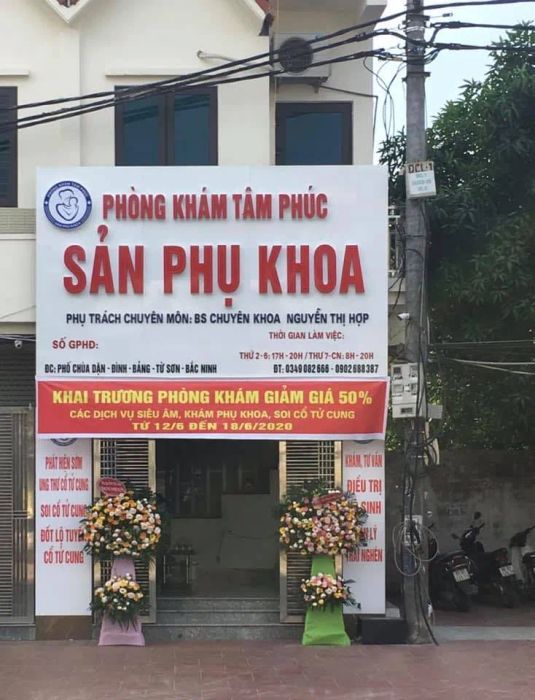 PHÒNG KHÁM TÂM PHÚC
SẢN PHỤ KHOA
PHỤ TRÁCH CHUYÊN MÔN: BS CHUYÊN KHOA NGUYỄN THỊ HỢP
SỐ GPHĐ:
THỜI GIAN LÀM VIỆC:
THỨ 2-6: 17H - 20H / THỨ 7-CN: 8H - 20H
ĐC: PHỐ CHÙA DẬN - ĐÌNH - BẢNG - TỪ SƠN - BẮC NINH
ĐT: 0349 082 666 - 0902 688 387
KHAI TRƯƠNG PHÒNG KHÁM GIẢM GIÁ 50%
CÁC DỊCH VỤ SIÊU ÂM, KHÁM PHỤ KHOA, SOI CỔ TỬ CUNG
TỪ 12/6 ĐẾN 18/6/2020
PHÁT HIỆN SỚM
UNG THƯ CỔ TỬ CUNG
SOI CỔ TỬ CUNG
ĐỐT LỘ TUYẾN
CỔ TỬ CUNG
KHÁM, TƯ VẤN
ĐIỀU TRỊ
SINH
LÝ